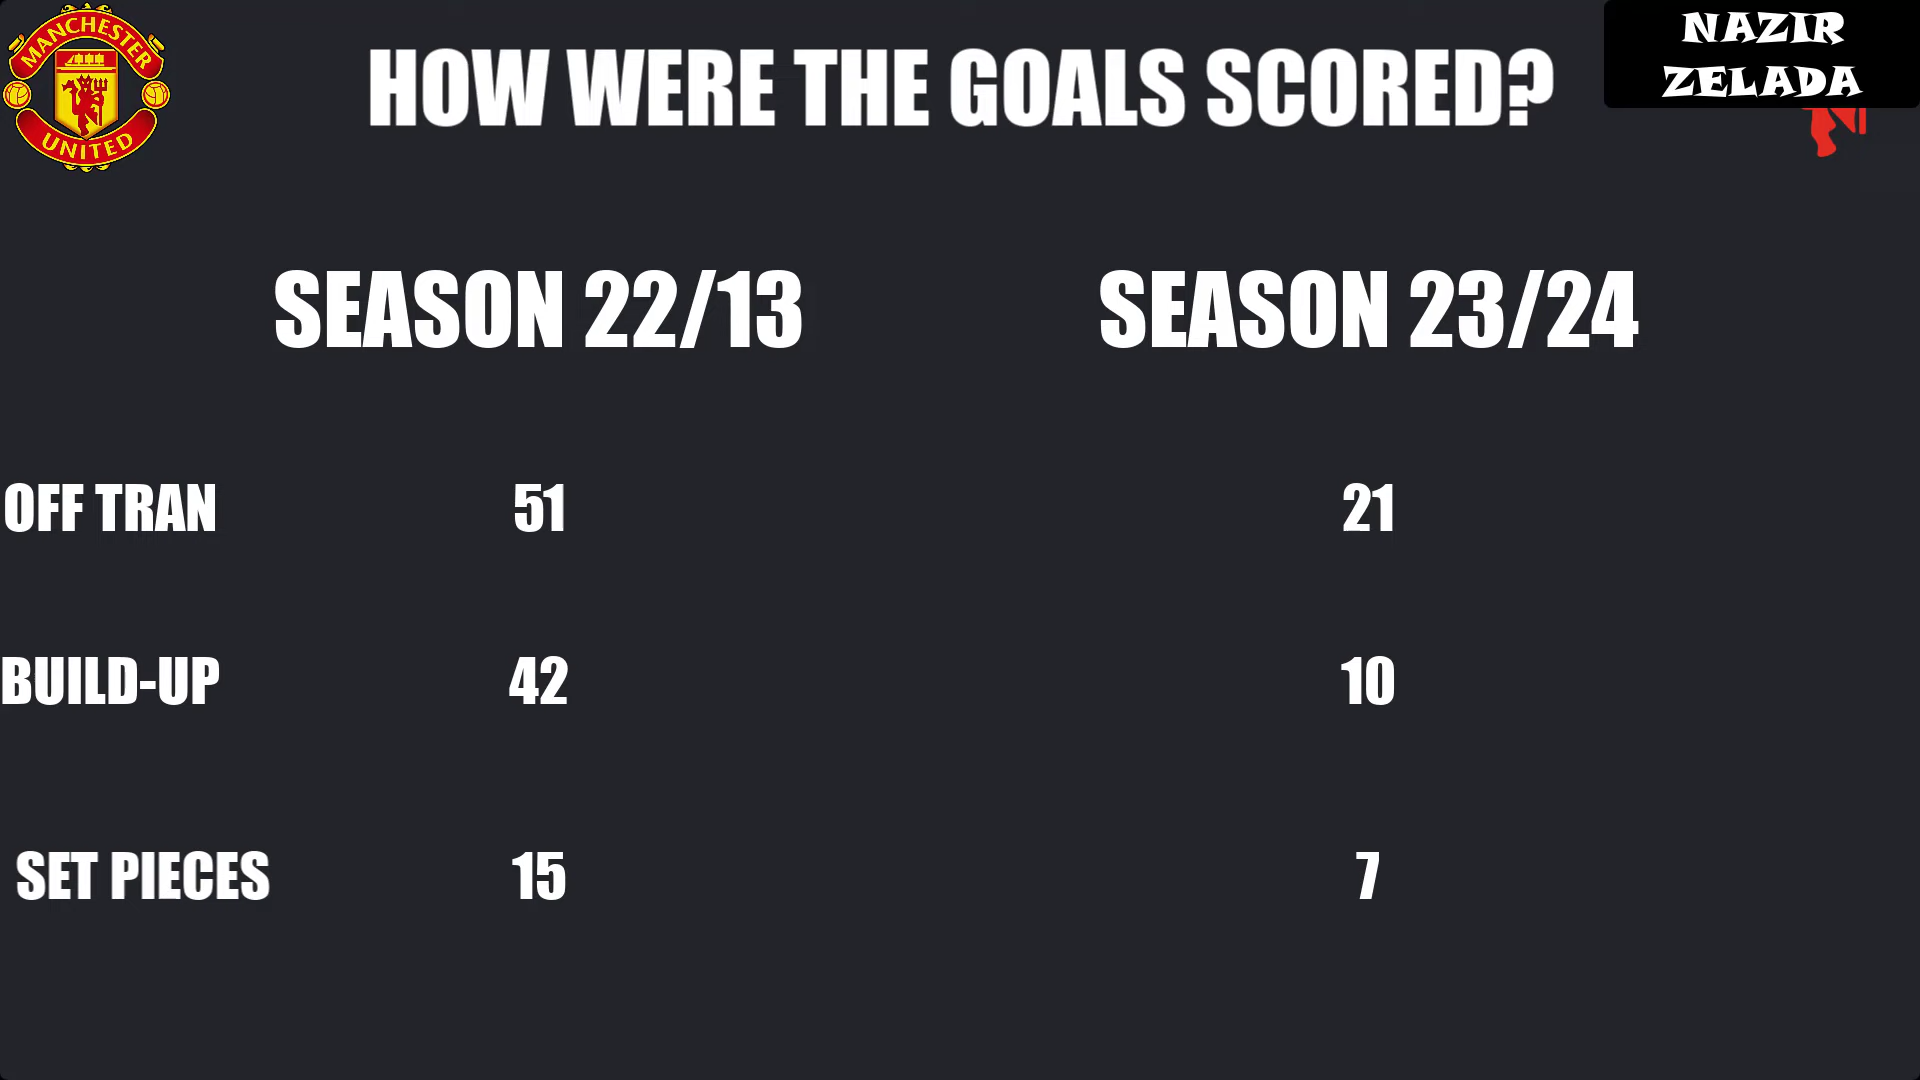 MANCHESTER
UNITED
HOW WERE THE GOALS SCORED?
NAZIR
ZELADA
SEASON 22/13 SEASON 23/24
OFF TRAN 51 21
BUILD-UP 42 10
SET PIECES 15 7